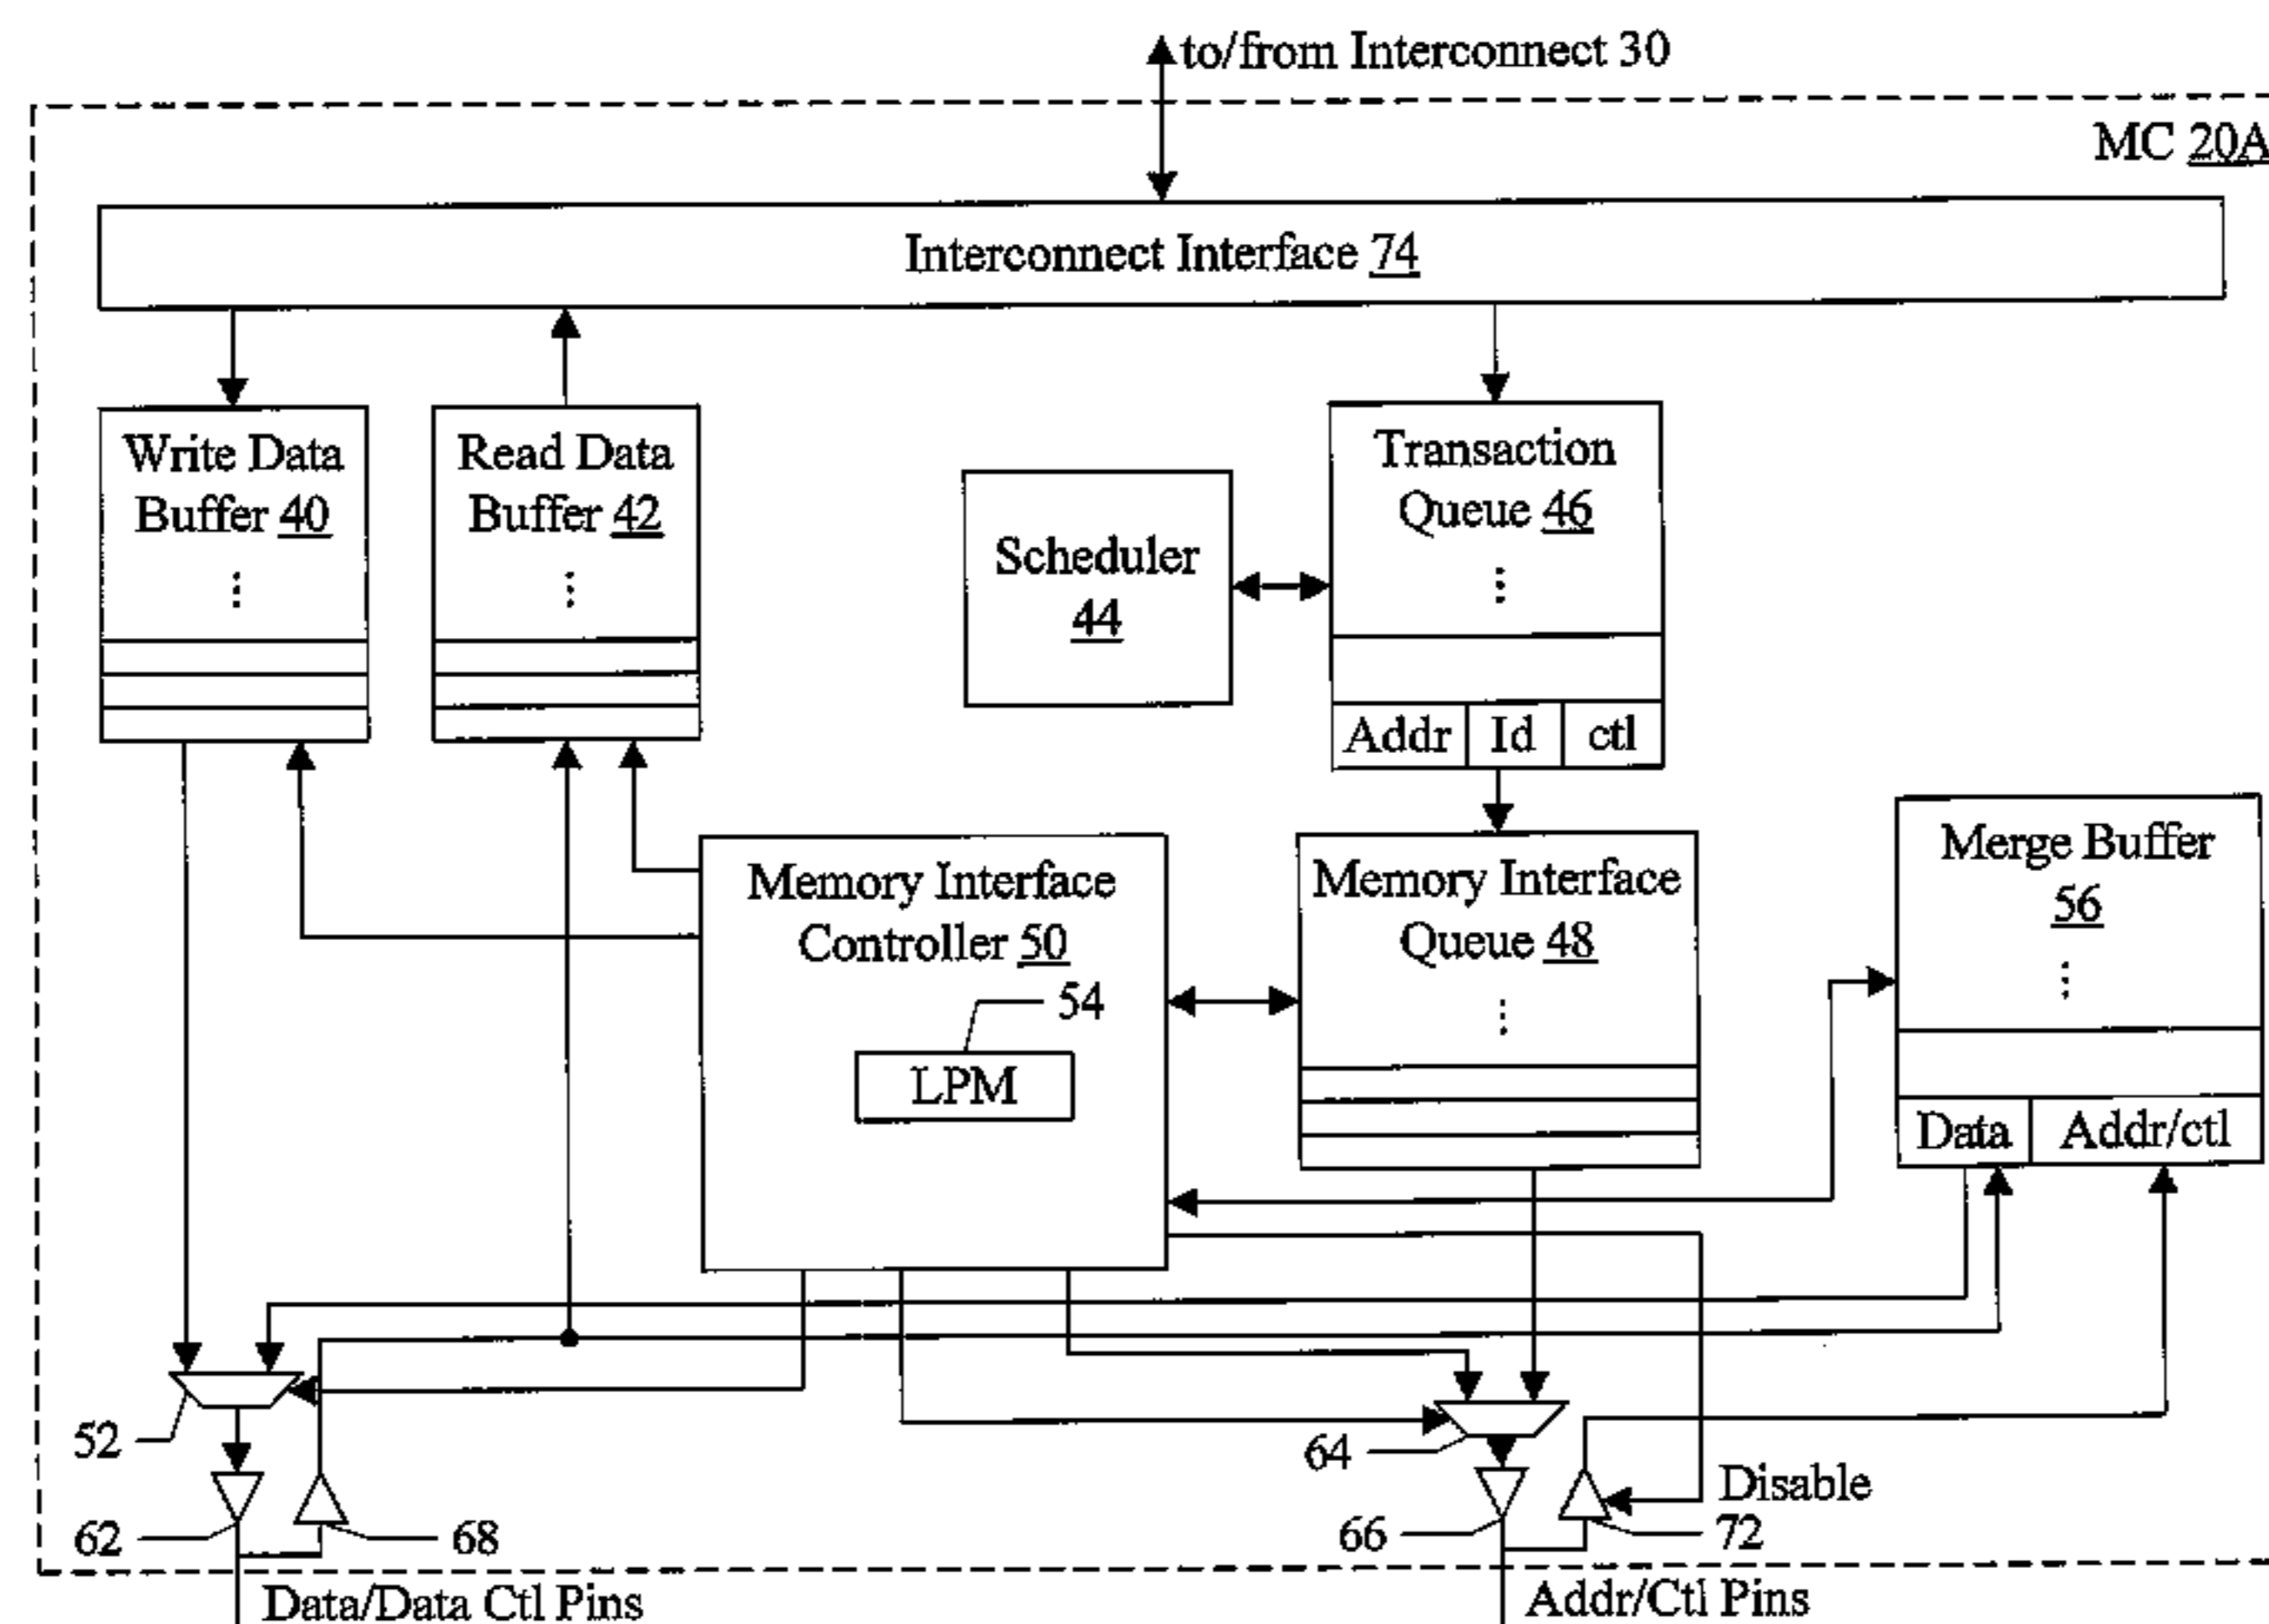 to/from Interconnect 30
MC 20A
Interconnect Interface 74
Write Data
Buffer 40
Read Data
Buffer 42
Scheduler
44
Transaction
Queue 46
Addr Id ctl
Memory Interface
Controller 50
54
LPM
Memory Interface
Queue 48
Merge Buffer
56
Data Addr/ctl
52
64
Disable
62
68
66
72
Data/Data Ctl Pins
Addr/Ctl Pins